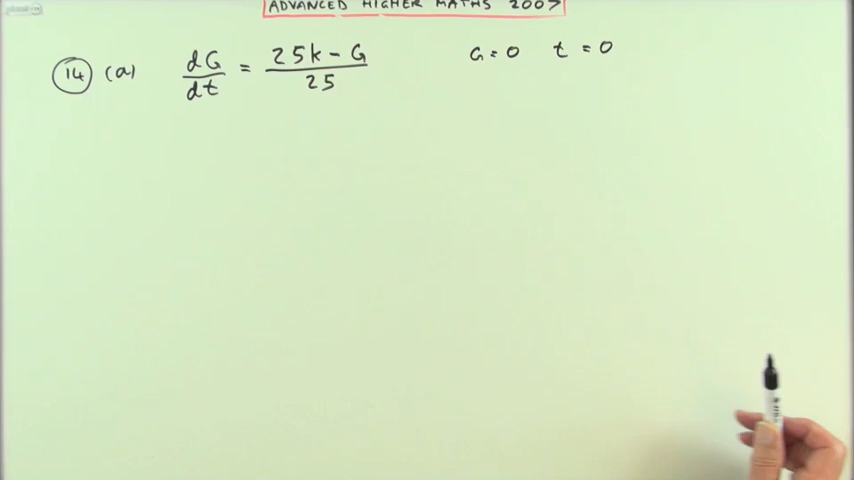 ADVANCED HIGHER MATHS 2007
14 (a) dG/dt = 25k - G/25 G = 0 t = 0